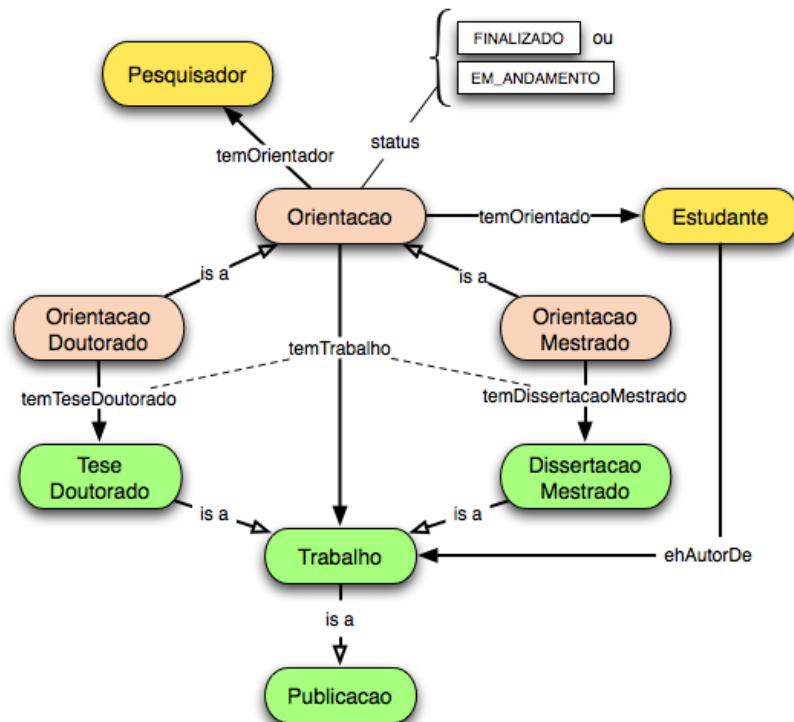 FINALIZADO ou
Pesquisador
EM_ANDAMENTO
status
temOrientador
Orientacao
temOrientado
Estudante
is a
is a
Orientacao
Doutorado
Orientacao
Mestrado
temTrabalho
temTeseDoutorado
temDissertacaoMestrado
Tese
Doutorado
Dissertacao
Mestrado
is a
is a
Trabalho
ehAutorDe
is a
Publicacao